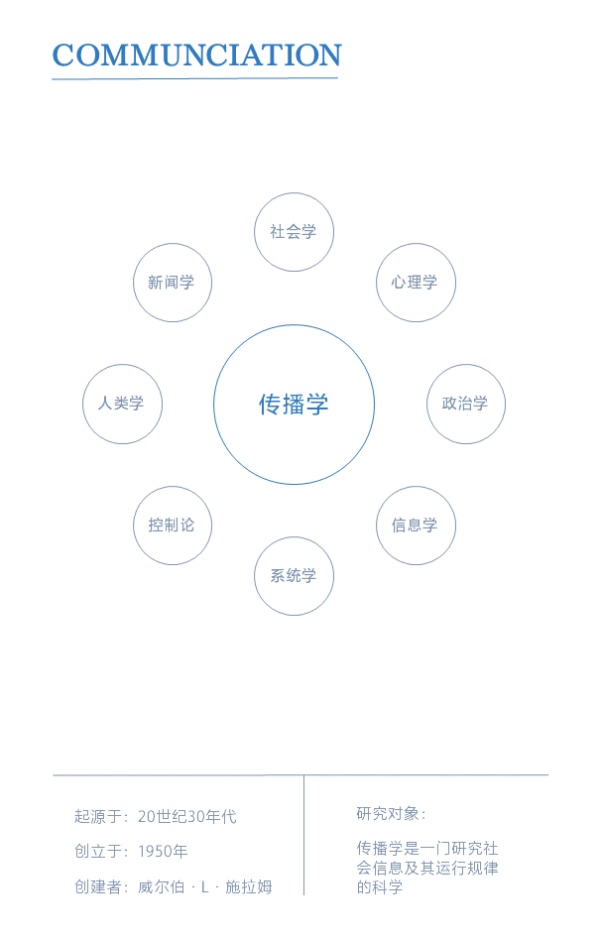 COMMUNCIATION
社会学
新闻学
心理学
人类学
传播学
政治学
控制论
信息学
系统学
起源于：20世纪30年代
创立于：1950年
创建者：威尔伯·L·施拉姆
研究对象：
传播学是一门研究社
会信息及其运行规律
的科学